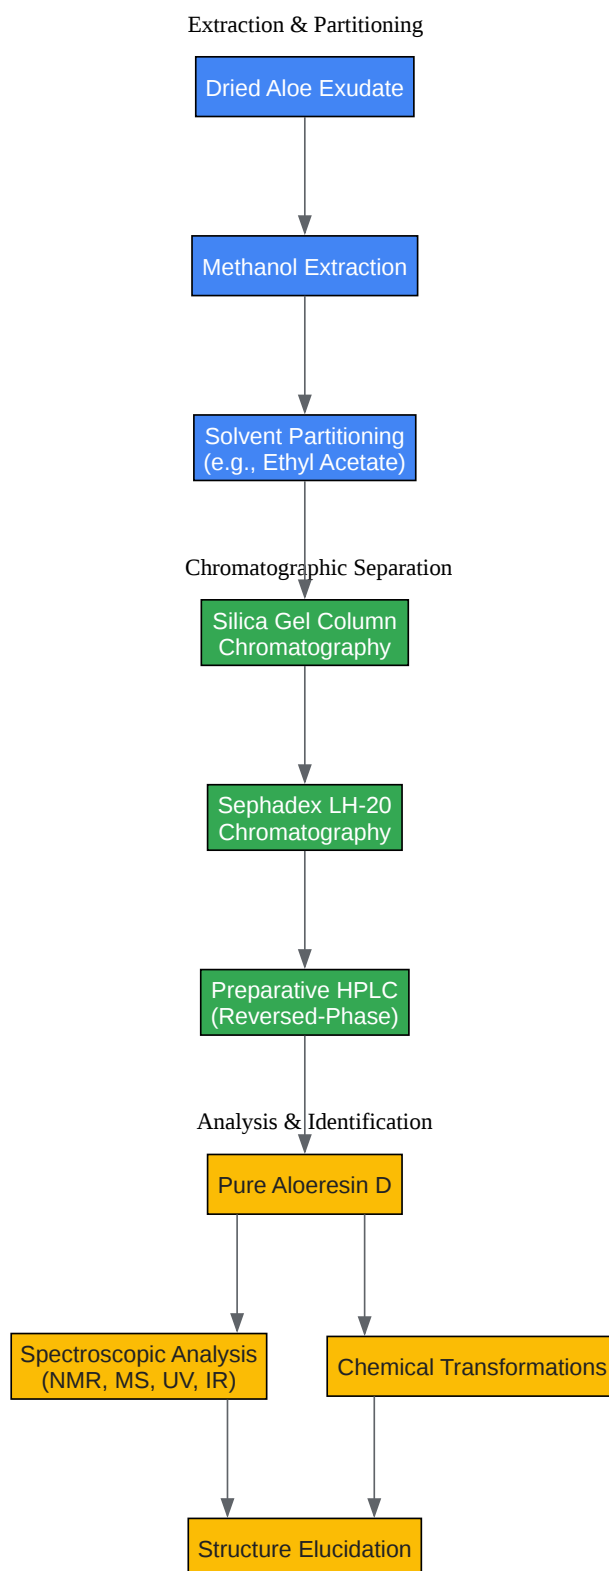 Extraction & Partitioning
Dried Aloe Exudate
Methanol Extraction
Solvent Partitioning
(e.g., Ethyl Acetate)
Chromatographic Separation
Silica Gel Column
Chromatography
Sephadex LH-20
Chromatography
Preparative HPLC
(Reversed-Phase)
Analysis & Identification
Pure Aloeresin D
Spectroscopic Analysis
(NMR, MS, UV, IR)
Chemical Transformations
Structure Elucidation